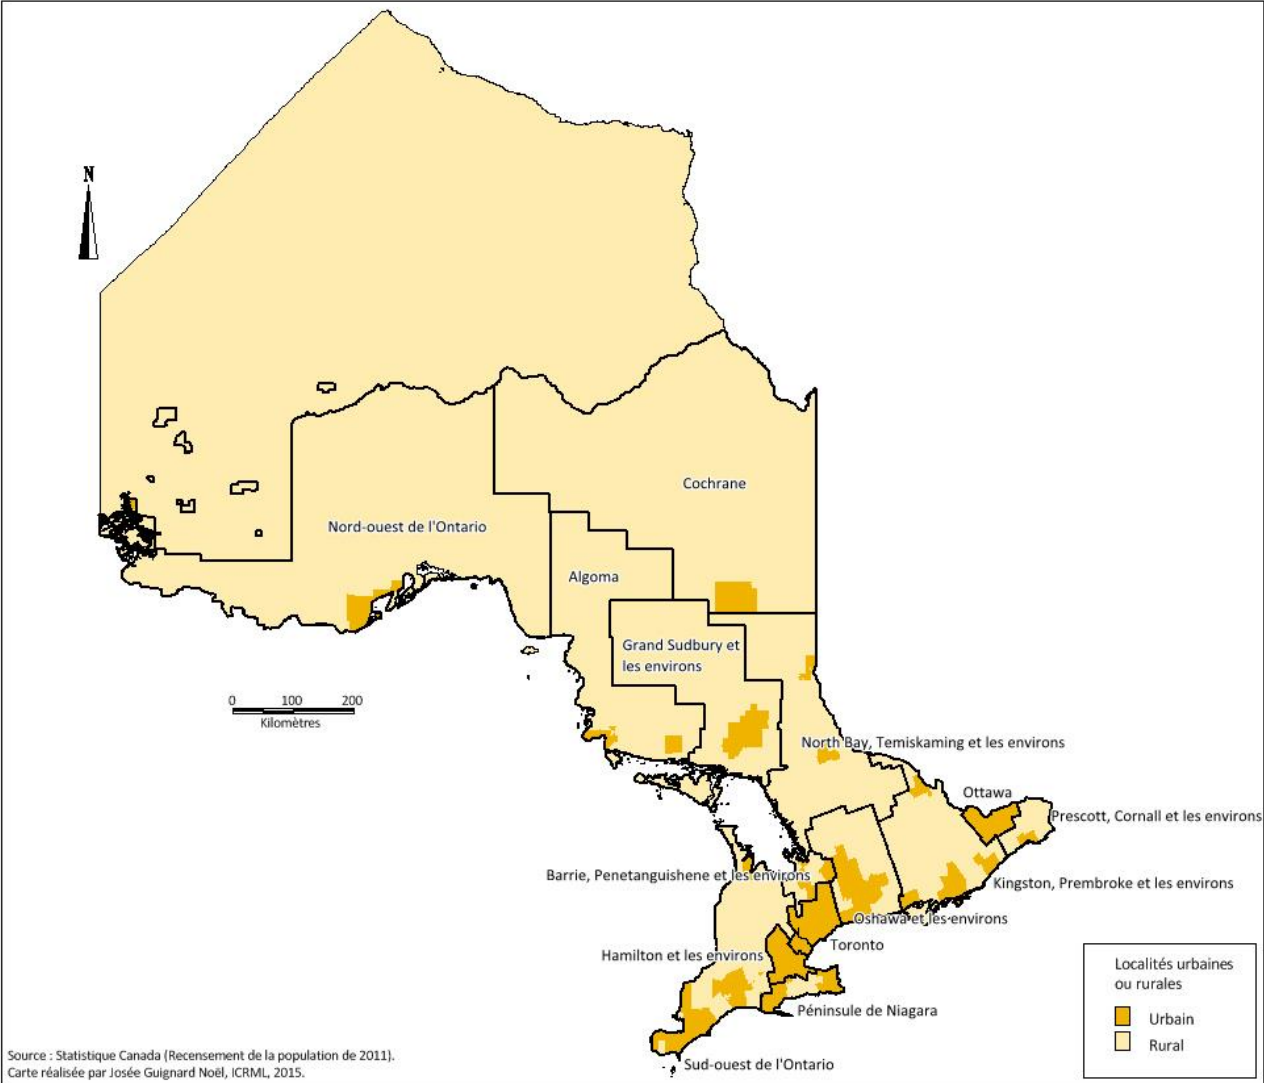 N
Cochrane
Nord-ouest de l'Ontario
Algoma
Grand Sudbury et
les environs
0 100 200
Kilomètres
North Bay, Temiskaming et les environs
Ottawa
Prescott, Cornall et les environs
Barrie, Penetanguishene et les environs
Kingston, Prembroke et les environs
Oshawa et les environs
Toronto
Hamilton et les environs
Péninsule de Niagara
Sud-ouest de l'Ontario
Localités urbaines
ou rurales
Urbain
Rural
Source : Statistique Canada (Recensement de la population de 2011).
Carte réalisée par Josée Guignard Noël, ICRML, 2015.